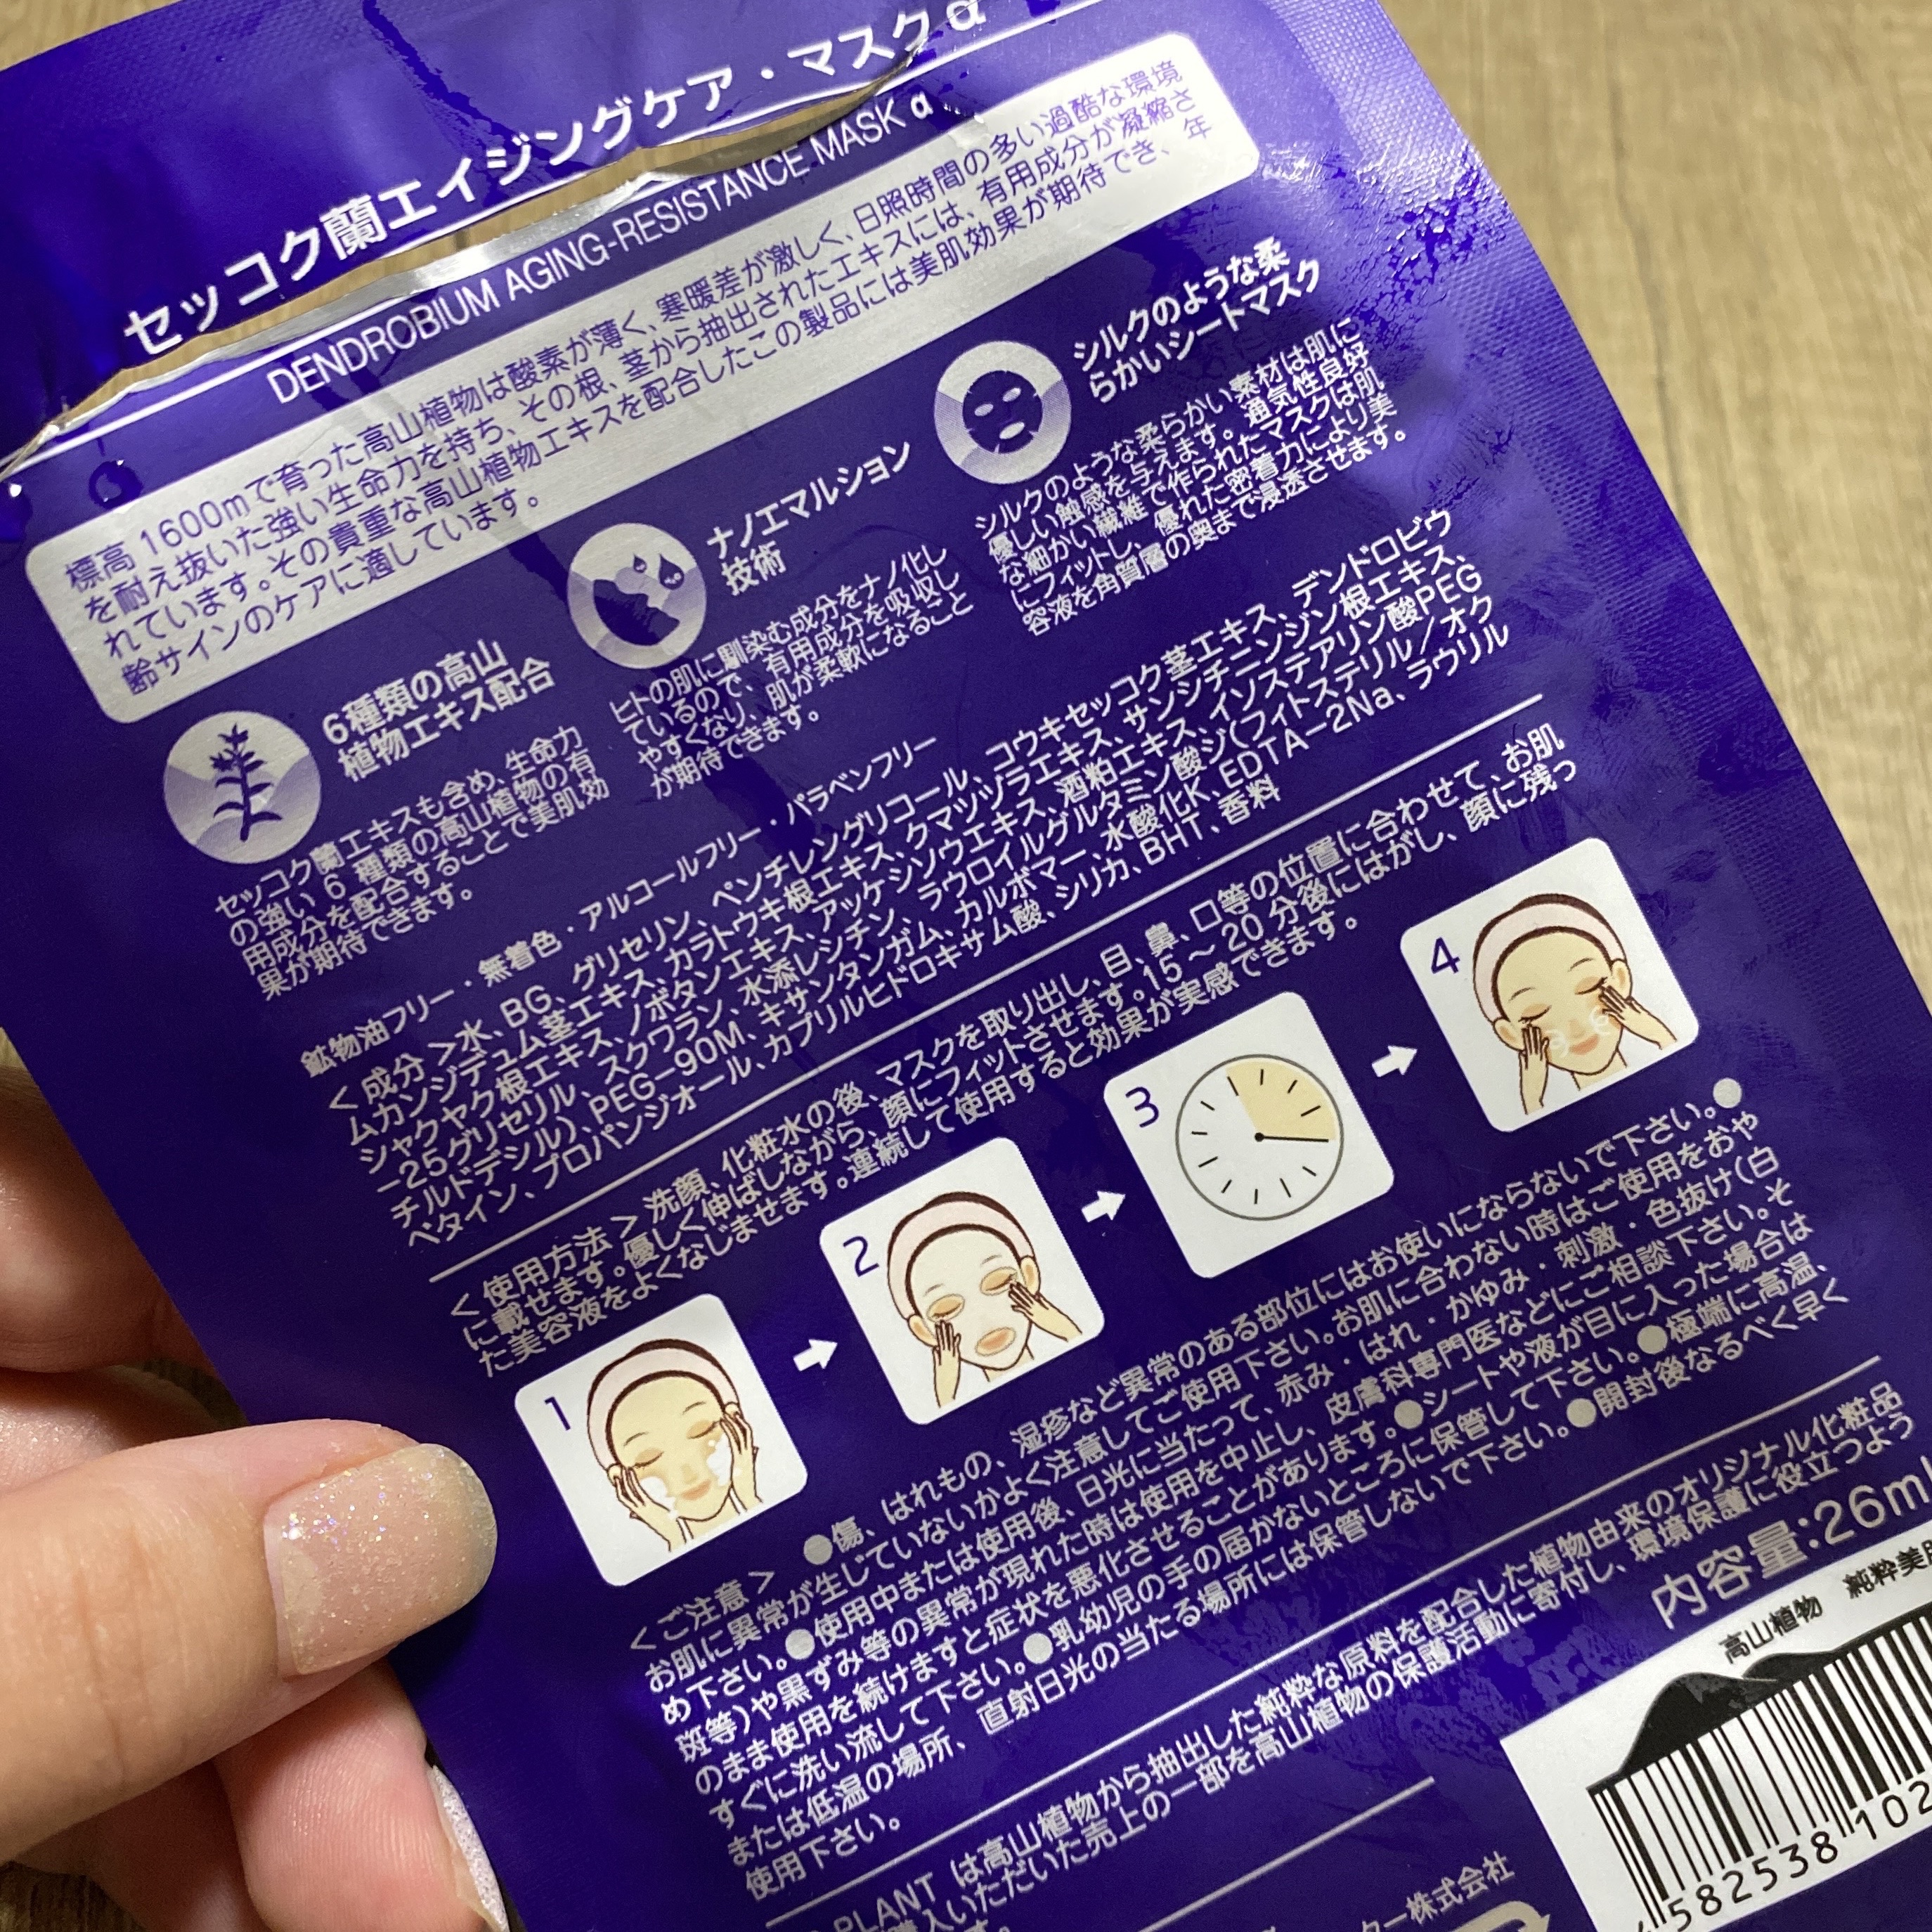 セッコク蘭エイジングケア・マスクα
DENDROBIUM AGING-RESISTANCE MASK α
標高 1600mで育った高山植物は酸素が薄く、寒暖差が激しく、日照時間の多い過酷な環境
を耐え抜いた強い生命力を持ち、その根、茎から抽出されたエキスには、有用成分が凝縮さ
れています。その貴重な高山植物エキスを配合したこの製品には美肌効果が期待でき、年
齢サインのケアに適しています。
6種類の高山
植物エキス配合
セッコク蘭エキスも含め、生命力
の強い 6 種類の高山植物の有
用成分を配合することで美肌効
果が期待できます。
ナノエマルション
技術
ヒトの肌に馴染む成分をナノ化し
ているので、有用成分を吸収し
やすくなり、肌が柔軟になること
が期待できます。
シルクのような柔
らかいシートマスク
シルクのような柔らかい素材は肌に
優しい触感を与えます。通気性良好
な細かい繊維で作られたマスクは肌
にフィットし、優れた密着力により美
容液を角質層の奥まで浸透させます。
鉱物油フリー・無着色・アルコールフリー・パラベンフリー
< 成分 >水、BG、グリセリン、ペンチレングリコール、コウキセッコク茎エキス、デンドロビウ
ムカンジデュム茎エキス、カラトウキ根エキス、クマツヅラエキス、サンシチニンジン根エキス、
シャクヤク根エキス、ノボタンエキス、アッケシソウエキス、酒粕エキス、イソステアリン酸PEG
-25グリセリル、スクワラン、水添レシチン、ラウロイルグルタミン酸ジ(フィトステリル/オク
チルドデシル)、PEG-90M、キサンタンガム、カルボマー、水酸化K、EDTA-2Na、ラウリル
ベタイン、プロパンジオール、カプリルヒドロキサム酸、シリカ、BHT、香料
< 使用方法 > 洗顔、化粧水の後、マスクを取り出し、目、鼻、口等の位置に合わせて、お肌
に載せます。優しく伸ばしながら、顔にフィットさせます。15 ~ 20 分後にはがし、顔に残っ
た美容液をよくなじませます。連続して使用すると効果が実感できます。
1
2
3
4
< ご注意 > ●傷、はれもの、湿疹など異常のある部位にはお使いにならないで下さい。●
お肌に異常が生じていないかよく注意してご使用下さい。お肌に合わない時はご使用をおや
め下さい。●使用中または使用後、日光に当たって、赤み・はれ・かゆみ・刺激・色抜け(白
斑等)や黒ずみ等の異常が現れた時は使用を中止し、皮膚科専門医などにご相談下さい。そ
のまま使用を続けますと症状を悪化させることがあります。●シートや液が目に入った場合は
すぐに洗い流して下さい。●乳幼児の手の届かないところに保管して下さい。●極端に高温、
または低温の場所、直射日光の当たる場所には保管しないで下さい。●開封後なるべく早く
使用下さい。
PLANT は高山植物から抽出した純粋な原料を配合した植物由来のオリジナル化粧品
購入いただいた売上の一部を高山植物の保護活動に寄付し、環境保護に役立つよう
す。
内容量:26m
高山植物 純粋美
582538 102
ター株式会社